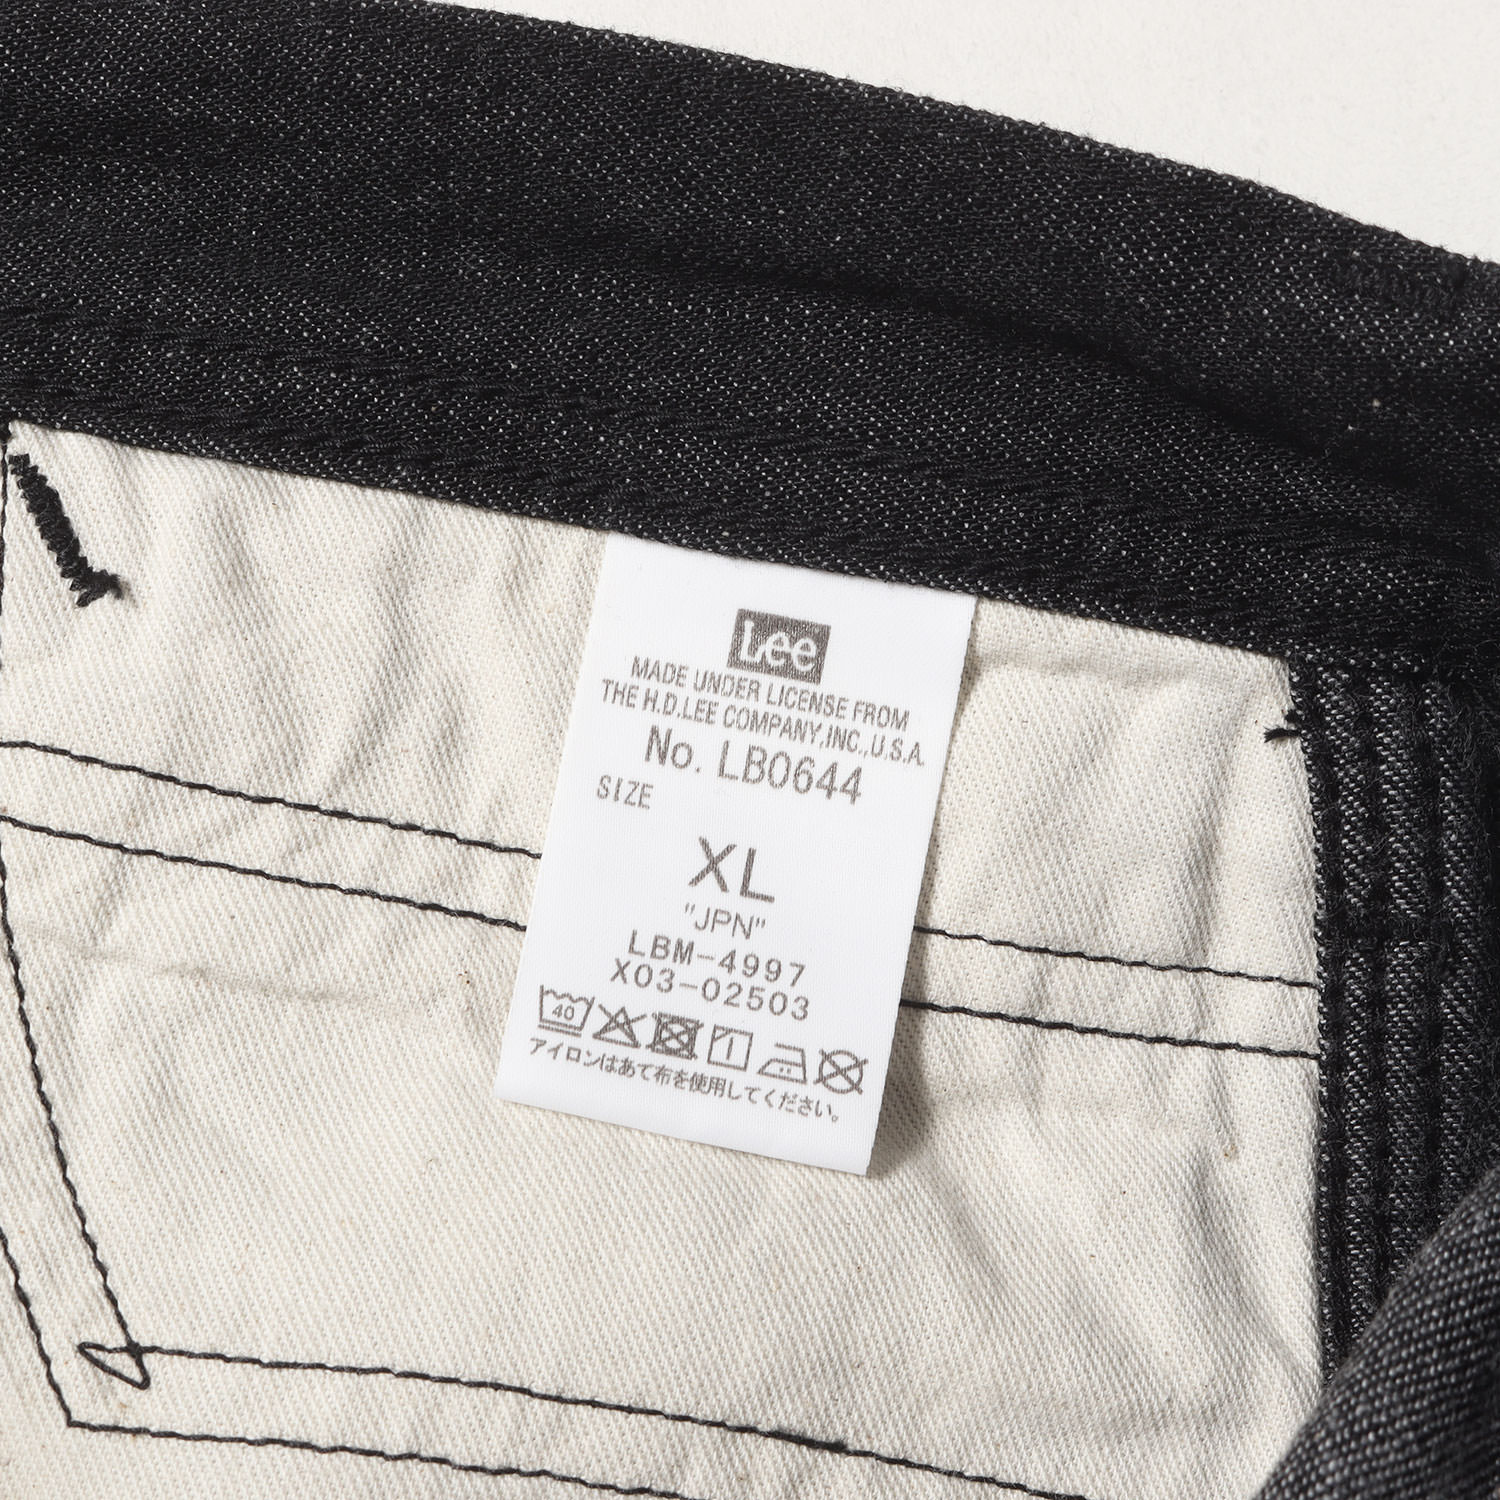 Lee
MADE UNDER LICENSE FROM
THE H.D.LEE COMPANY,INC.,U.S.A.
No. LB0644
SIZE
XL
"JPN"
LBM-4997
X03-02503
40
アイロンはあて布を使用してください。